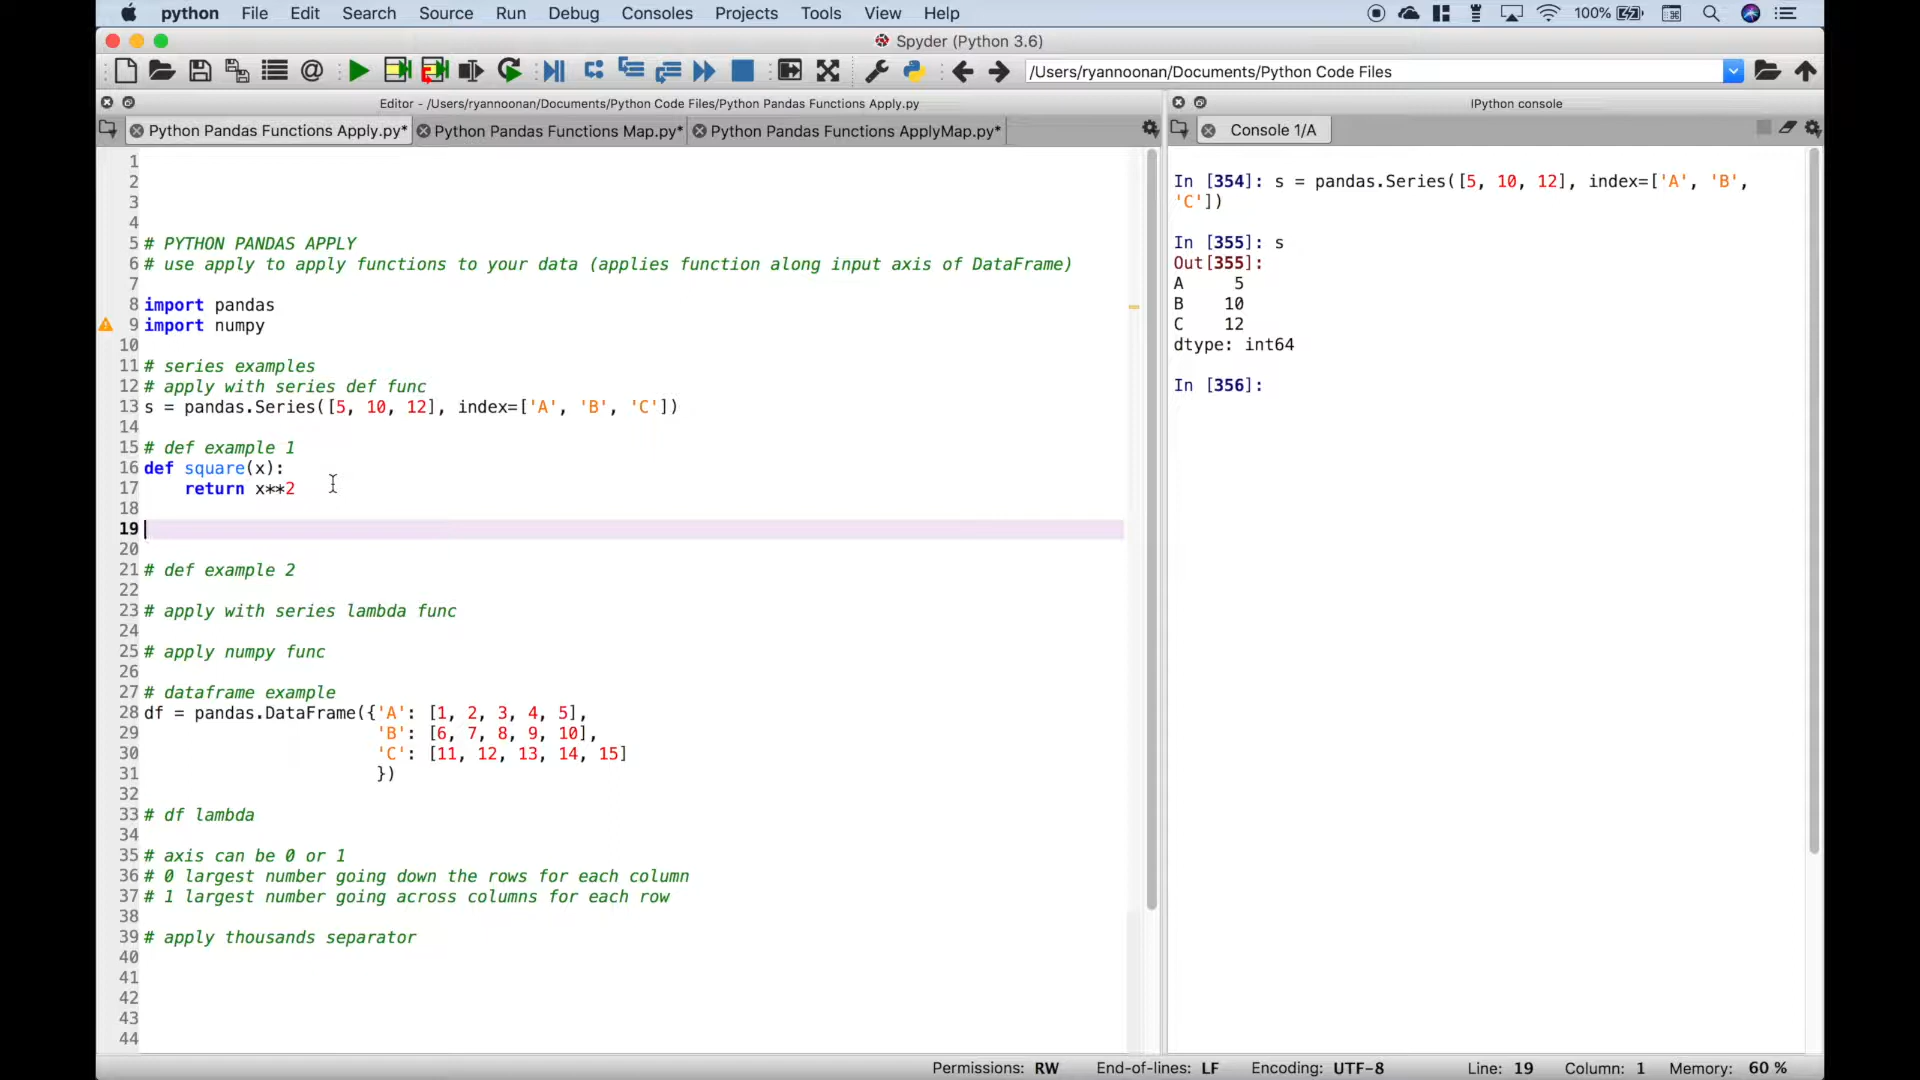 python File Edit Search Source Run Debug Consoles Projects Tools View Help 100%
Spyder (Python 3.6)
/Users/ryannoonan/Documents/Python Code Files
Editor - /Users/ryannoonan/Documents/Python Code Files/Python Pandas Functions Apply.py
Python Pandas Functions Apply.py* Python Pandas Functions Map.py* Python Pandas Functions ApplyMap.py*
1
2
3
4
5 # PYTHON PANDAS APPLY
6 # use apply to apply functions to your data (applies function along input axis of DataFrame)
7
8 import pandas
9 import numpy
10
11 # series examples
12 # apply with series def func
13 s = pandas.Series([5, 10, 12], index=['A', 'B', 'C'])
14
15 # def example 1
16 def square(x):
17     return x**2
18
19
20
21 # def example 2
22
23 # apply with series lambda func
24
25 # apply numpy func
26
27 # dataframe example
28 df = pandas.DataFrame({'A': [1, 2, 3, 4, 5],
29                        'B': [6, 7, 8, 9, 10],
30                        'C': [11, 12, 13, 14, 15]
31                        })
32
33 # df lambda
34
35 # axis can be 0 or 1
36 # 0 largest number going down the rows for each column
37 # 1 largest number going across columns for each row
38
39 # apply thousands separator
40
41
42
43
44
IPython console
Console 1/A
In [354]: s = pandas.Series([5, 10, 12], index=['A', 'B',
'C'])
In [355]: s
Out[355]:
A     5
B    10
C    12
dtype: int64
In [356]:
Permissions: RW End-of-lines: LF Encoding: UTF-8 Line: 19 Column: 1 Memory: 60 %